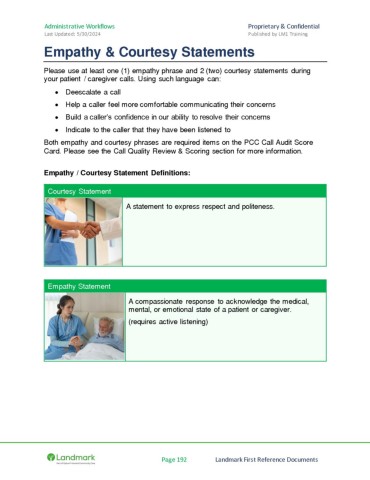 Administrative Workflows Proprietary & Confidential
Last Updated: 5/30/2024 Published by LMS Training
Empathy & Courtesy Statements
Please use at least one (1) empathy phrase and 2 (two) courtesy statements during
your patient / caregiver calls. Using such language can:
• Deescalate a call
• Help a caller feel more comfortable communicating their concerns
• Build a caller's confidence in our ability to resolve their concerns
• Indicate to the caller that they have been listened to
Both empathy and courtesy phrases are required items on the PCC Call Audit Score
Card. Please see the Call Quality Review & Scoring section for more information.
Empathy / Courtesy Statement Definitions:
Courtesy Statement
A statement to express respect and politeness.
Empathy Statement
A compassionate response to acknowledge the medical,
mental, or emotional state of a patient or caregiver.
(requires active listening)
Landmark
Page 192 Landmark First Reference Documents